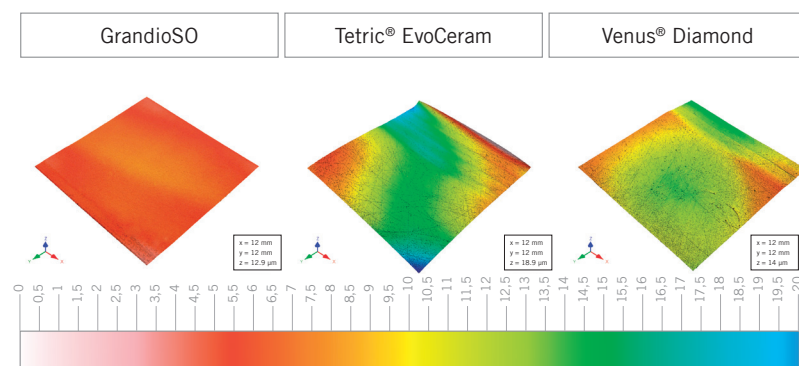 GrandioSO
Tetric® EvoCeram
Venus® Diamond
x = 12 mm
y = 12 mm
z = 12.9 µm
x = 12 mm
y = 12 mm
z = 18.9 µm
x = 12 mm
y = 12 mm
z = 14 µm
Z
Y
X
Z
Y
X
Z
Y
X
0
0,5
1
1,5
2
2,5
3
3,5
4
4,5
5
5,5
6
6,5
7
7,5
8
8,5
9
9,5
10
10,5
11
11,5
12
12,5
13
13,5
14
14,5
15
15,5
16
16,5
17
17,5
18
18,5
19
19,5
20